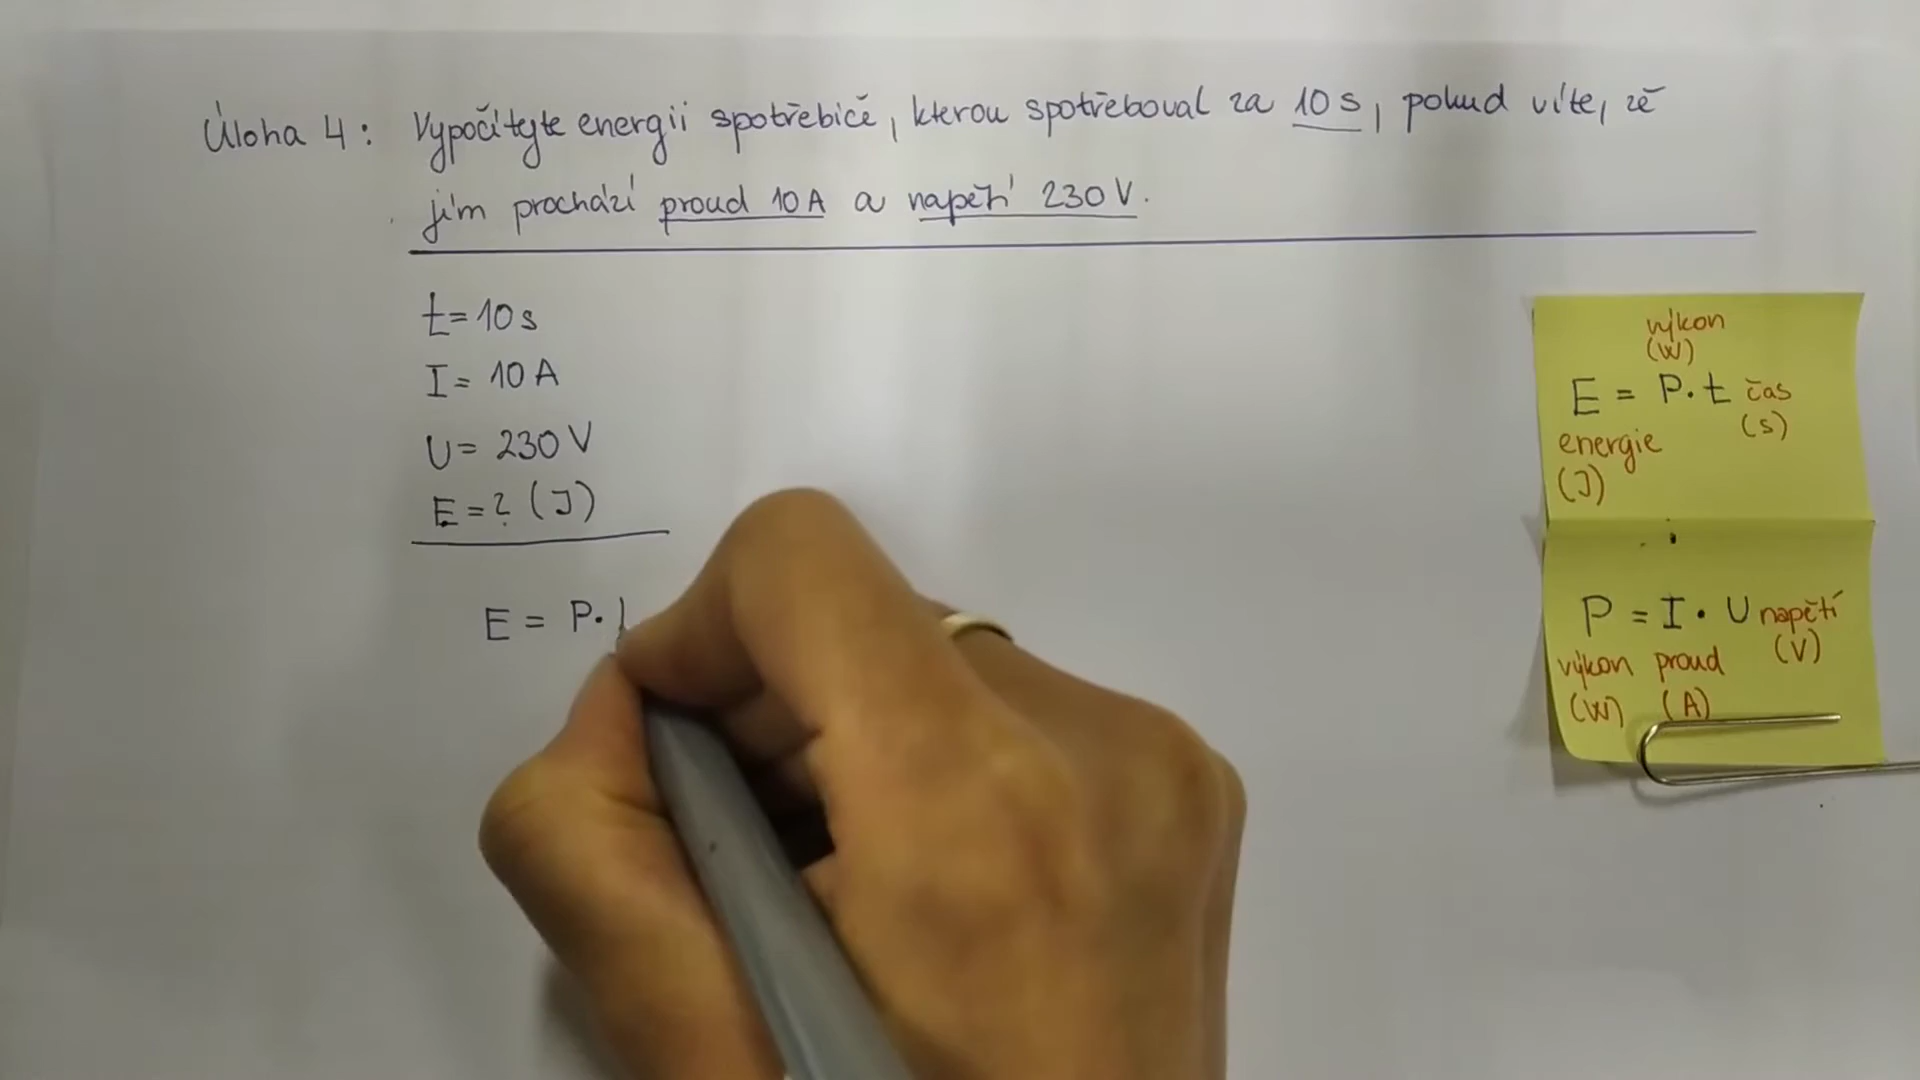 Úloha 4: Vypočítejte energii spotřebiče, kterou spotřeboval za 10 s, pokud víte, že
jím prochází proud 10 A a napětí 230 V.
t = 10 s
I = 10 A
U = 230 V
E = ? (J)
E = P·
výkon
(W)
E = P·t čas
(s)
energie
(J)
P = I · U napětí
(V)
výkon proud
(W) (A)